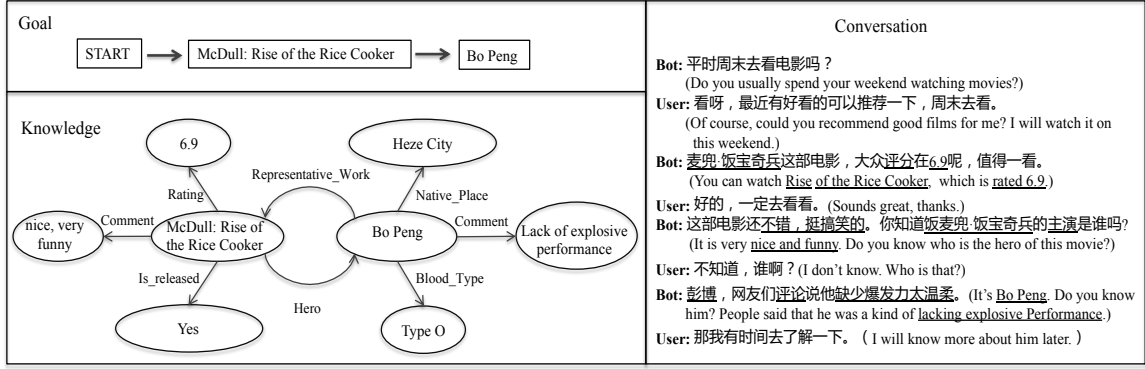 Goal
START
McDull: Rise of the Rice Cooker
Bo Peng
Knowledge
6.9
Heze City
Representative_Work
Rating
Native_Place
nice, very
funny
Comment
McDull: Rise of
the Rice Cooker
Bo Peng
Comment
Lack of explosive
performance
Is_released
Hero
Blood_Type
Yes
Type O
Conversation
Bot: 平时周末去看电影吗？
(Do you usually spend your weekend watching movies?)
User: 看呀，最近有好看的可以推荐一下，周末去看。
(Of course, could you recommend good films for me? I will watch it on
this weekend.)
Bot: 麦兜·饭宝奇兵这部电影，大众评分在6.9呢，值得一看。
(You can watch Rise of the Rice Cooker, which is rated 6.9.)
User: 好的，一定去看看。(Sounds great, thanks.)
Bot: 这部电影还不错，挺搞笑的。你知道饭麦兜·饭宝奇兵的主演是谁吗?
(It is very nice and funny. Do you know who is the hero of this movie?)
User: 不知道，谁啊？(I don't know. Who is that?)
Bot: 彭博，网友们评论说他缺少爆发力太温柔。(It's Bo Peng. Do you know
him? People said that he was a kind of lacking explosive Performance.)
User: 那我有时间去了解一下。（ I will know more about him later. ）